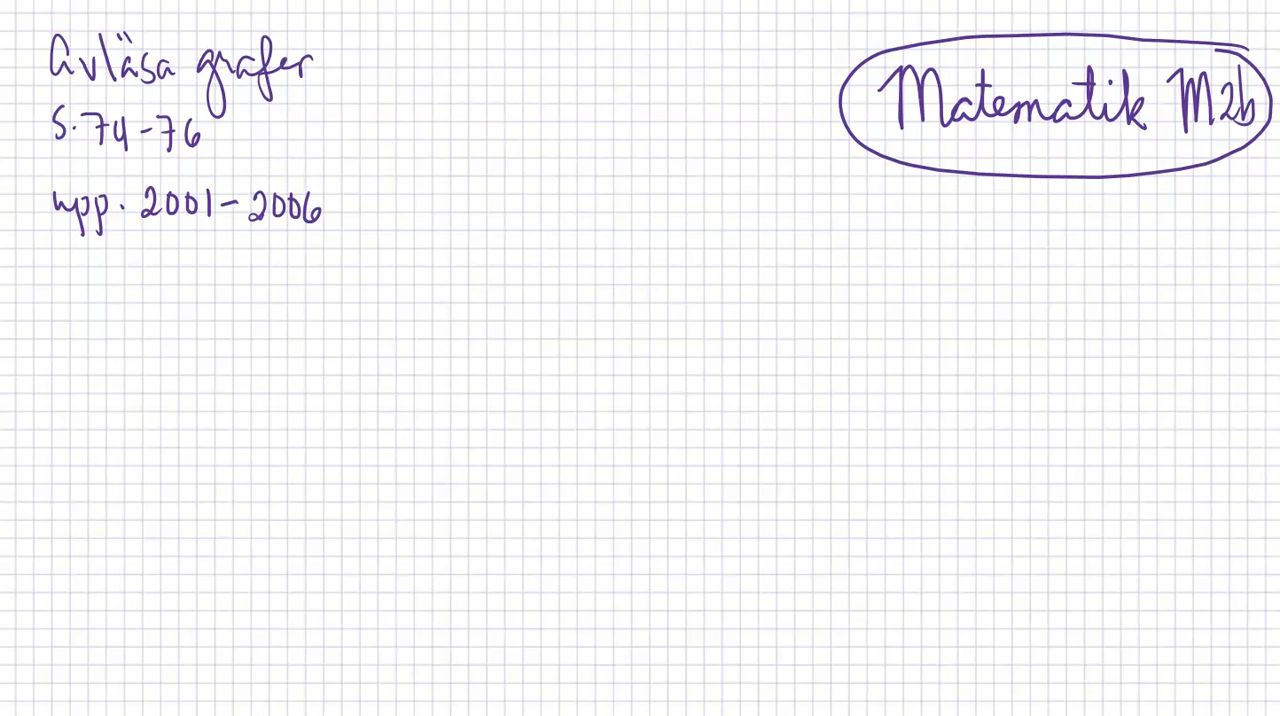 Avläsa grafer
s. 74-76
upp. 2001-2006
Matematik M2b